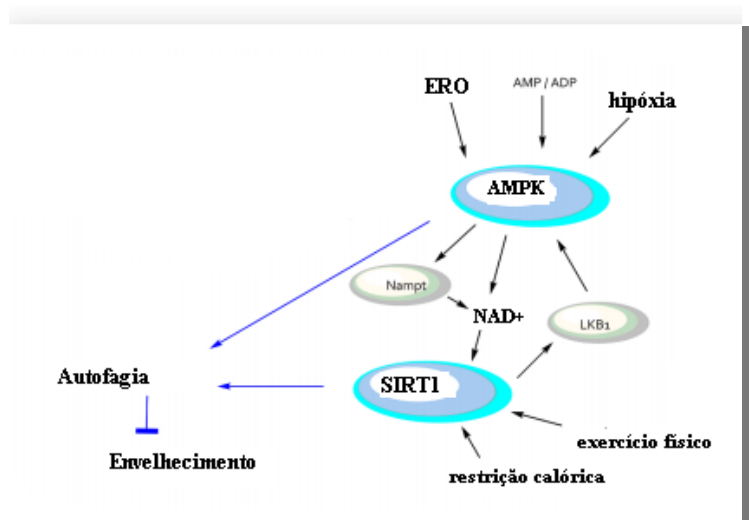 ERO
AMP / ADP
hipóxia
AMPK
Nampt
NAD+
LKB1
Autofagia
SIRT1
exercício físico
Envelhecimento
restrição calórica